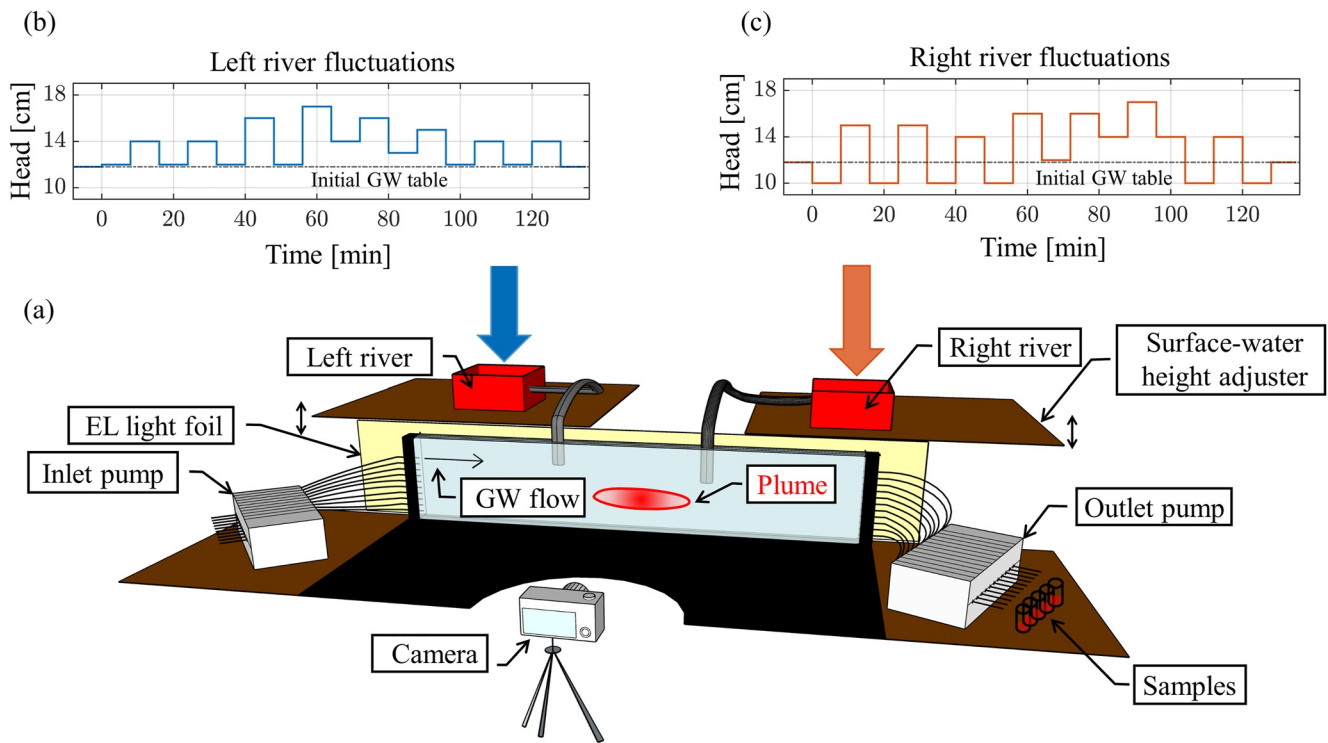 (b)
Left river fluctuations
Head [cm]
18
14
10
Initial GW table
0
20
40
60
80
100
120
Time [min]
(c)
Right river fluctuations
Head [cm]
18
14
10
Initial GW table
0
20
40
60
80
100
120
Time [min]
(a)
Left river
Right river
Surface-water
height adjuster
EL light foil
Inlet pump
GW flow
Plume
Outlet pump
Camera
Samples